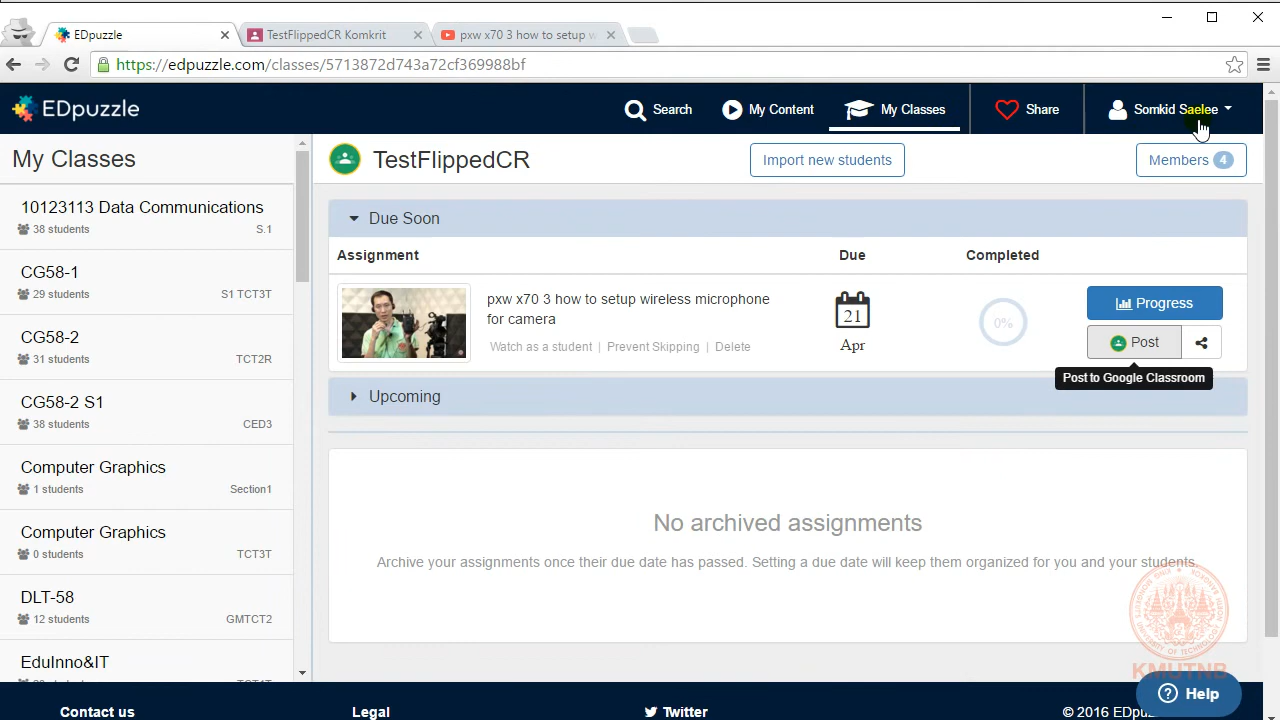 EDpuzzle
TestFlippedCR Komkrit
pxw x70 3 how to setup w
https://edpuzzle.com/classes/5713872d743a72cf369988bf
EDpuzzle
Search
My Content
My Classes
Share
Somkid Saelee
My Classes
TestFlippedCR
Import new students
Members 4
10123113 Data Communications
38 students S.1
CG58-1
29 students S1 TCT3T
CG58-2
31 students TCT2R
CG58-2 S1
38 students CED3
Computer Graphics
1 students Section1
Computer Graphics
0 students TCT3T
DLT-58
12 students GMTCT2
EduInno&IT
Due Soon
Assignment Due Completed
pxw x70 3 how to setup wireless microphone
for camera
Watch as a student | Prevent Skipping | Delete
21
Apr
0%
Progress
Post
Post to Google Classroom
Upcoming
No archived assignments
Archive your assignments once their due date has passed. Setting a due date will keep them organized for you and your students.
KMUTNB
Help
Contact us
Legal
Twitter
© 2016 EDpu